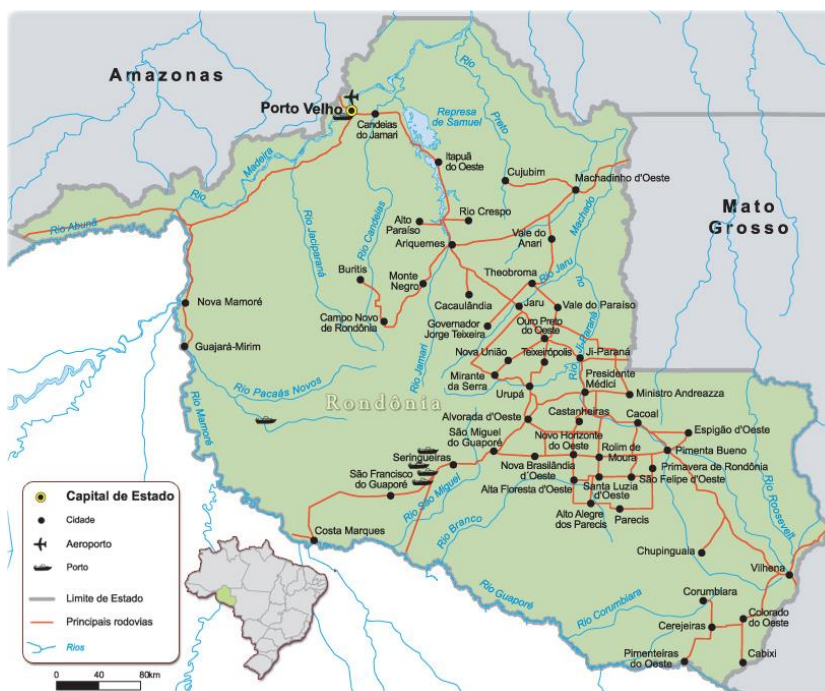 Amazonas
Porto Velho
Candeias
do Jamari
Represa
de Samuel
Rio
Preto
Rio
Madeira
Itapuã
do Oeste
Cujubim
Machadinho d'Oeste
Mato
Grosso
Rio Abunã
Rio Jaciparaná
Rio Candeias
Alto
Paraíso
Rio Crespo
Machado
Ariquemes
Vale do
Anari
Buritis
Monte
Negro
Theobroma
Rio Jaru
ou
Nova Mamoré
Cacaulândia
Jaru
Vale do Paraíso
Campo Novo
de Rondônia
Governador
Jorge Teixeira
Ouro Preto
do Oeste
Rio Ji-Paraná
Guajará-Mirim
Rio Jamari
Nova União
Teixeirópolis
Ji-Paraná
Rio Pacaás Novos
Mirante
da Serra
Presidente
Médici
Urupá
Ministro Andreazza
Rio Mamoré
Rondônia
Alvorada d'Oeste
Castanheiras
Cacoal
São Miguel
do Guaporé
Novo Horizonte
do Oeste
Rolim de
Moura
Espigão d'Oeste
Pimenta Bueno
Seringueiras
São Francisco
do Guaporé
Nova Brasilândia
d'Oeste
Primavera de Rondônia
São Felipe d'Oeste
Santa Luzia
d'Oeste
Alta Floresta d'Oeste
Rio São Miguel
Alto Alegre
dos Parecis
Parecis
Rio Roosevelt
Costa Marques
Rio Branco
Chupinguaia
Vilhena
Rio Guaporé
Corumbiara
Rio Corumbiara
Colorado
do Oeste
Cerejeiras
Pimenteiras
do Oeste
Cabixi
Capital de Estado
Cidade
Aeroporto
Porto
Limite de Estado
Principais rodovias
Rios
0 40 80km